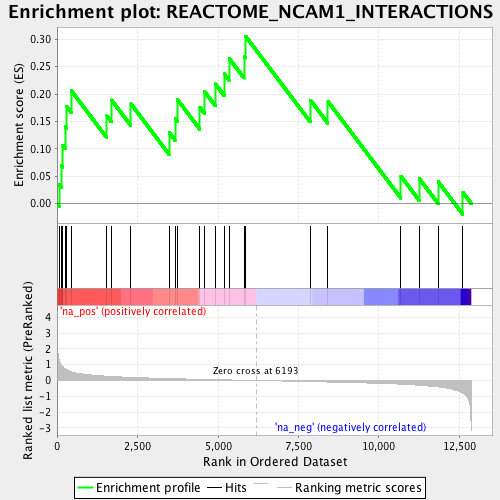 Enrichment plot: REACTOME_NCAM1_INTERACTIONS
Enrichment score (ES)
0.30
0.25
0.20
0.15
0.10
0.05
0.00
'na_pos' (positively correlated)
Ranked list metric (PreRanked)
4
3
2
1
0
-1
-2
-3
Zero cross at 6193
'na_neg' (negatively correlated)
0
2,500
5,000
7,500
10,000
12,500
Rank in Ordered Dataset
Enrichment profile
Hits
Ranking metric scores